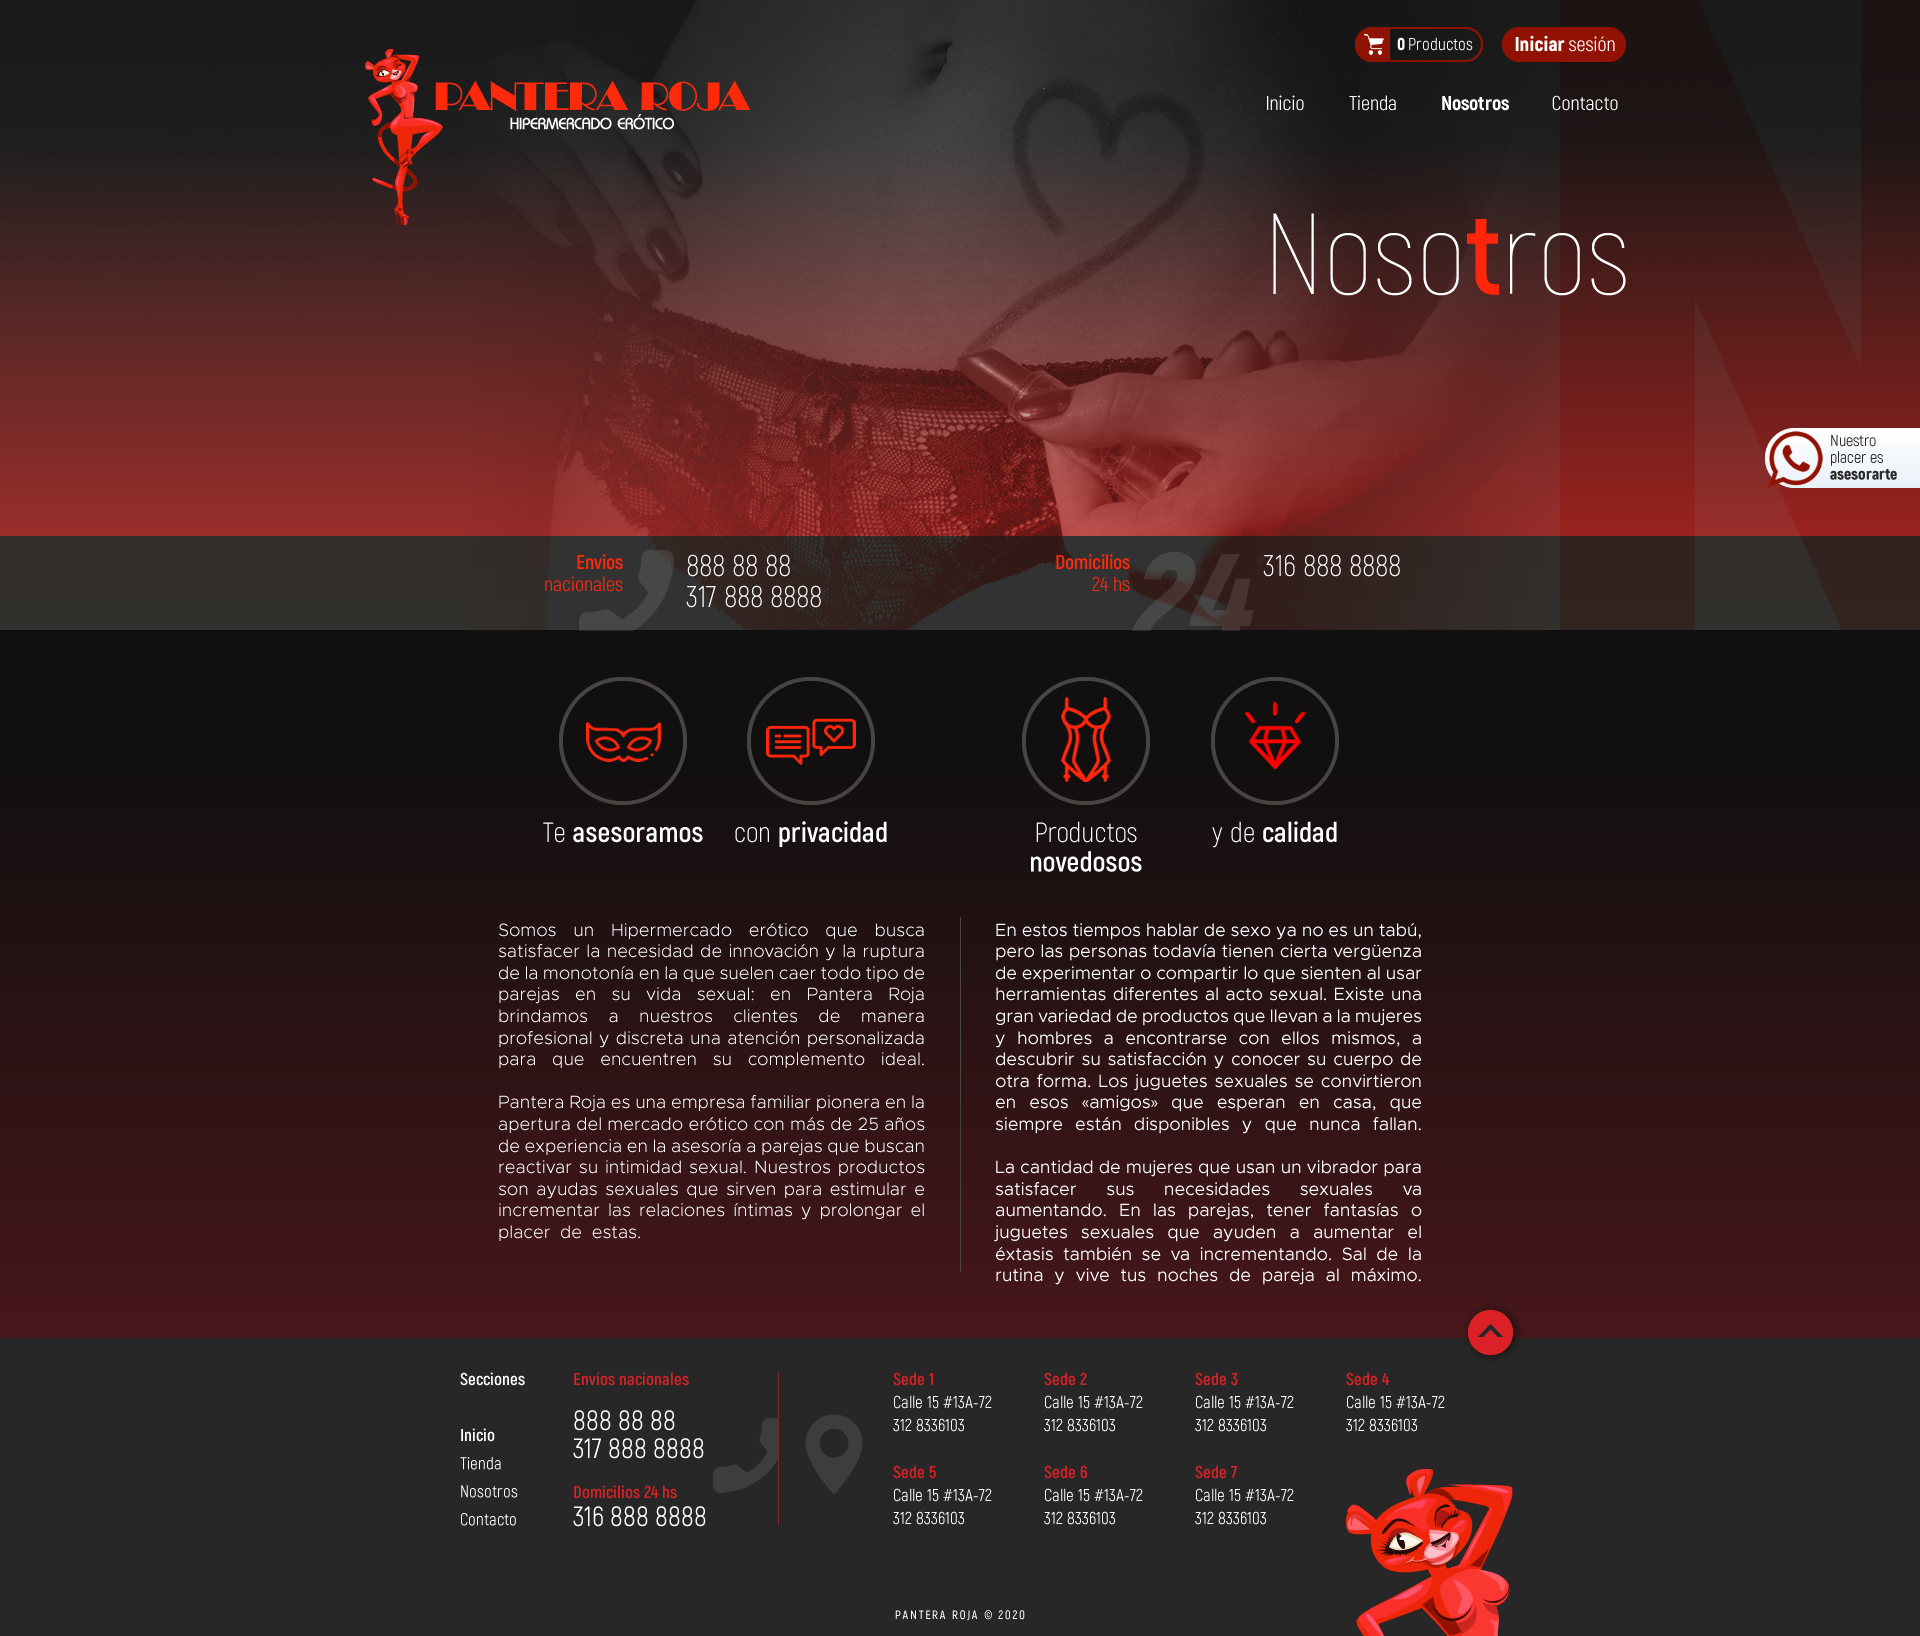 0 Productos
Iniciar sesión
PANTERA ROJA
HIPERMERCADO ERÓTICO
Inicio
Tienda
Nosotros
Contacto
Nosotros
Nuestro
placer es
asesorarte
Envios
nacionales
888 88 88
317 888 8888
Domicilios
24 hs
24
316 888 8888
Te asesoramos
con privacidad
Productos
novedosos
y de calidad
Somos un Hipermercado erótico que busca
satisfacer la necesidad de innovación y la ruptura
de la monotonía en la que suelen caer todo tipo de
parejas en su vida sexual: en Pantera Roja
brindamos a nuestros clientes de manera
profesional y discreta una atención personalizada
para que encuentren su complemento ideal.
Pantera Roja es una empresa familiar pionera en la
apertura del mercado erótico con más de 25 años
de experiencia en la asesoría a parejas que buscan
reactivar su intimidad sexual. Nuestros productos
son ayudas sexuales que sirven para estimular e
incrementar las relaciones íntimas y prolongar el
placer de estas.
En estos tiempos hablar de sexo ya no es un tabú,
pero las personas todavía tienen cierta vergüenza
de experimentar o compartir lo que sienten al usar
herramientas diferentes al acto sexual. Existe una
gran variedad de productos que llevan a la mujeres
y hombres a encontrarse con ellos mismos, a
descubrir su satisfacción y conocer su cuerpo de
otra forma. Los juguetes sexuales se convirtieron
en esos «amigos» que esperan en casa, que
siempre están disponibles y que nunca fallan.
La cantidad de mujeres que usan un vibrador para
satisfacer sus necesidades sexuales va
aumentando. En las parejas, tener fantasías o
juguetes sexuales que ayuden a aumentar el
éxtasis también se va incrementando. Sal de la
rutina y vive tus noches de pareja al máximo.
Secciones
Inicio
Tienda
Nosotros
Contacto
Envíos nacionales
888 88 88
317 888 8888
Domicilios 24 hs
316 888 8888
Sede 1
Calle 15 #13A-72
312 8336103
Sede 2
Calle 15 #13A-72
312 8336103
Sede 3
Calle 15 #13A-72
312 8336103
Sede 4
Calle 15 #13A-72
312 8336103
Sede 5
Calle 15 #13A-72
312 8336103
Sede 6
Calle 15 #13A-72
312 8336103
Sede 7
Calle 15 #13A-72
312 8336103
PANTERA ROJA © 2020